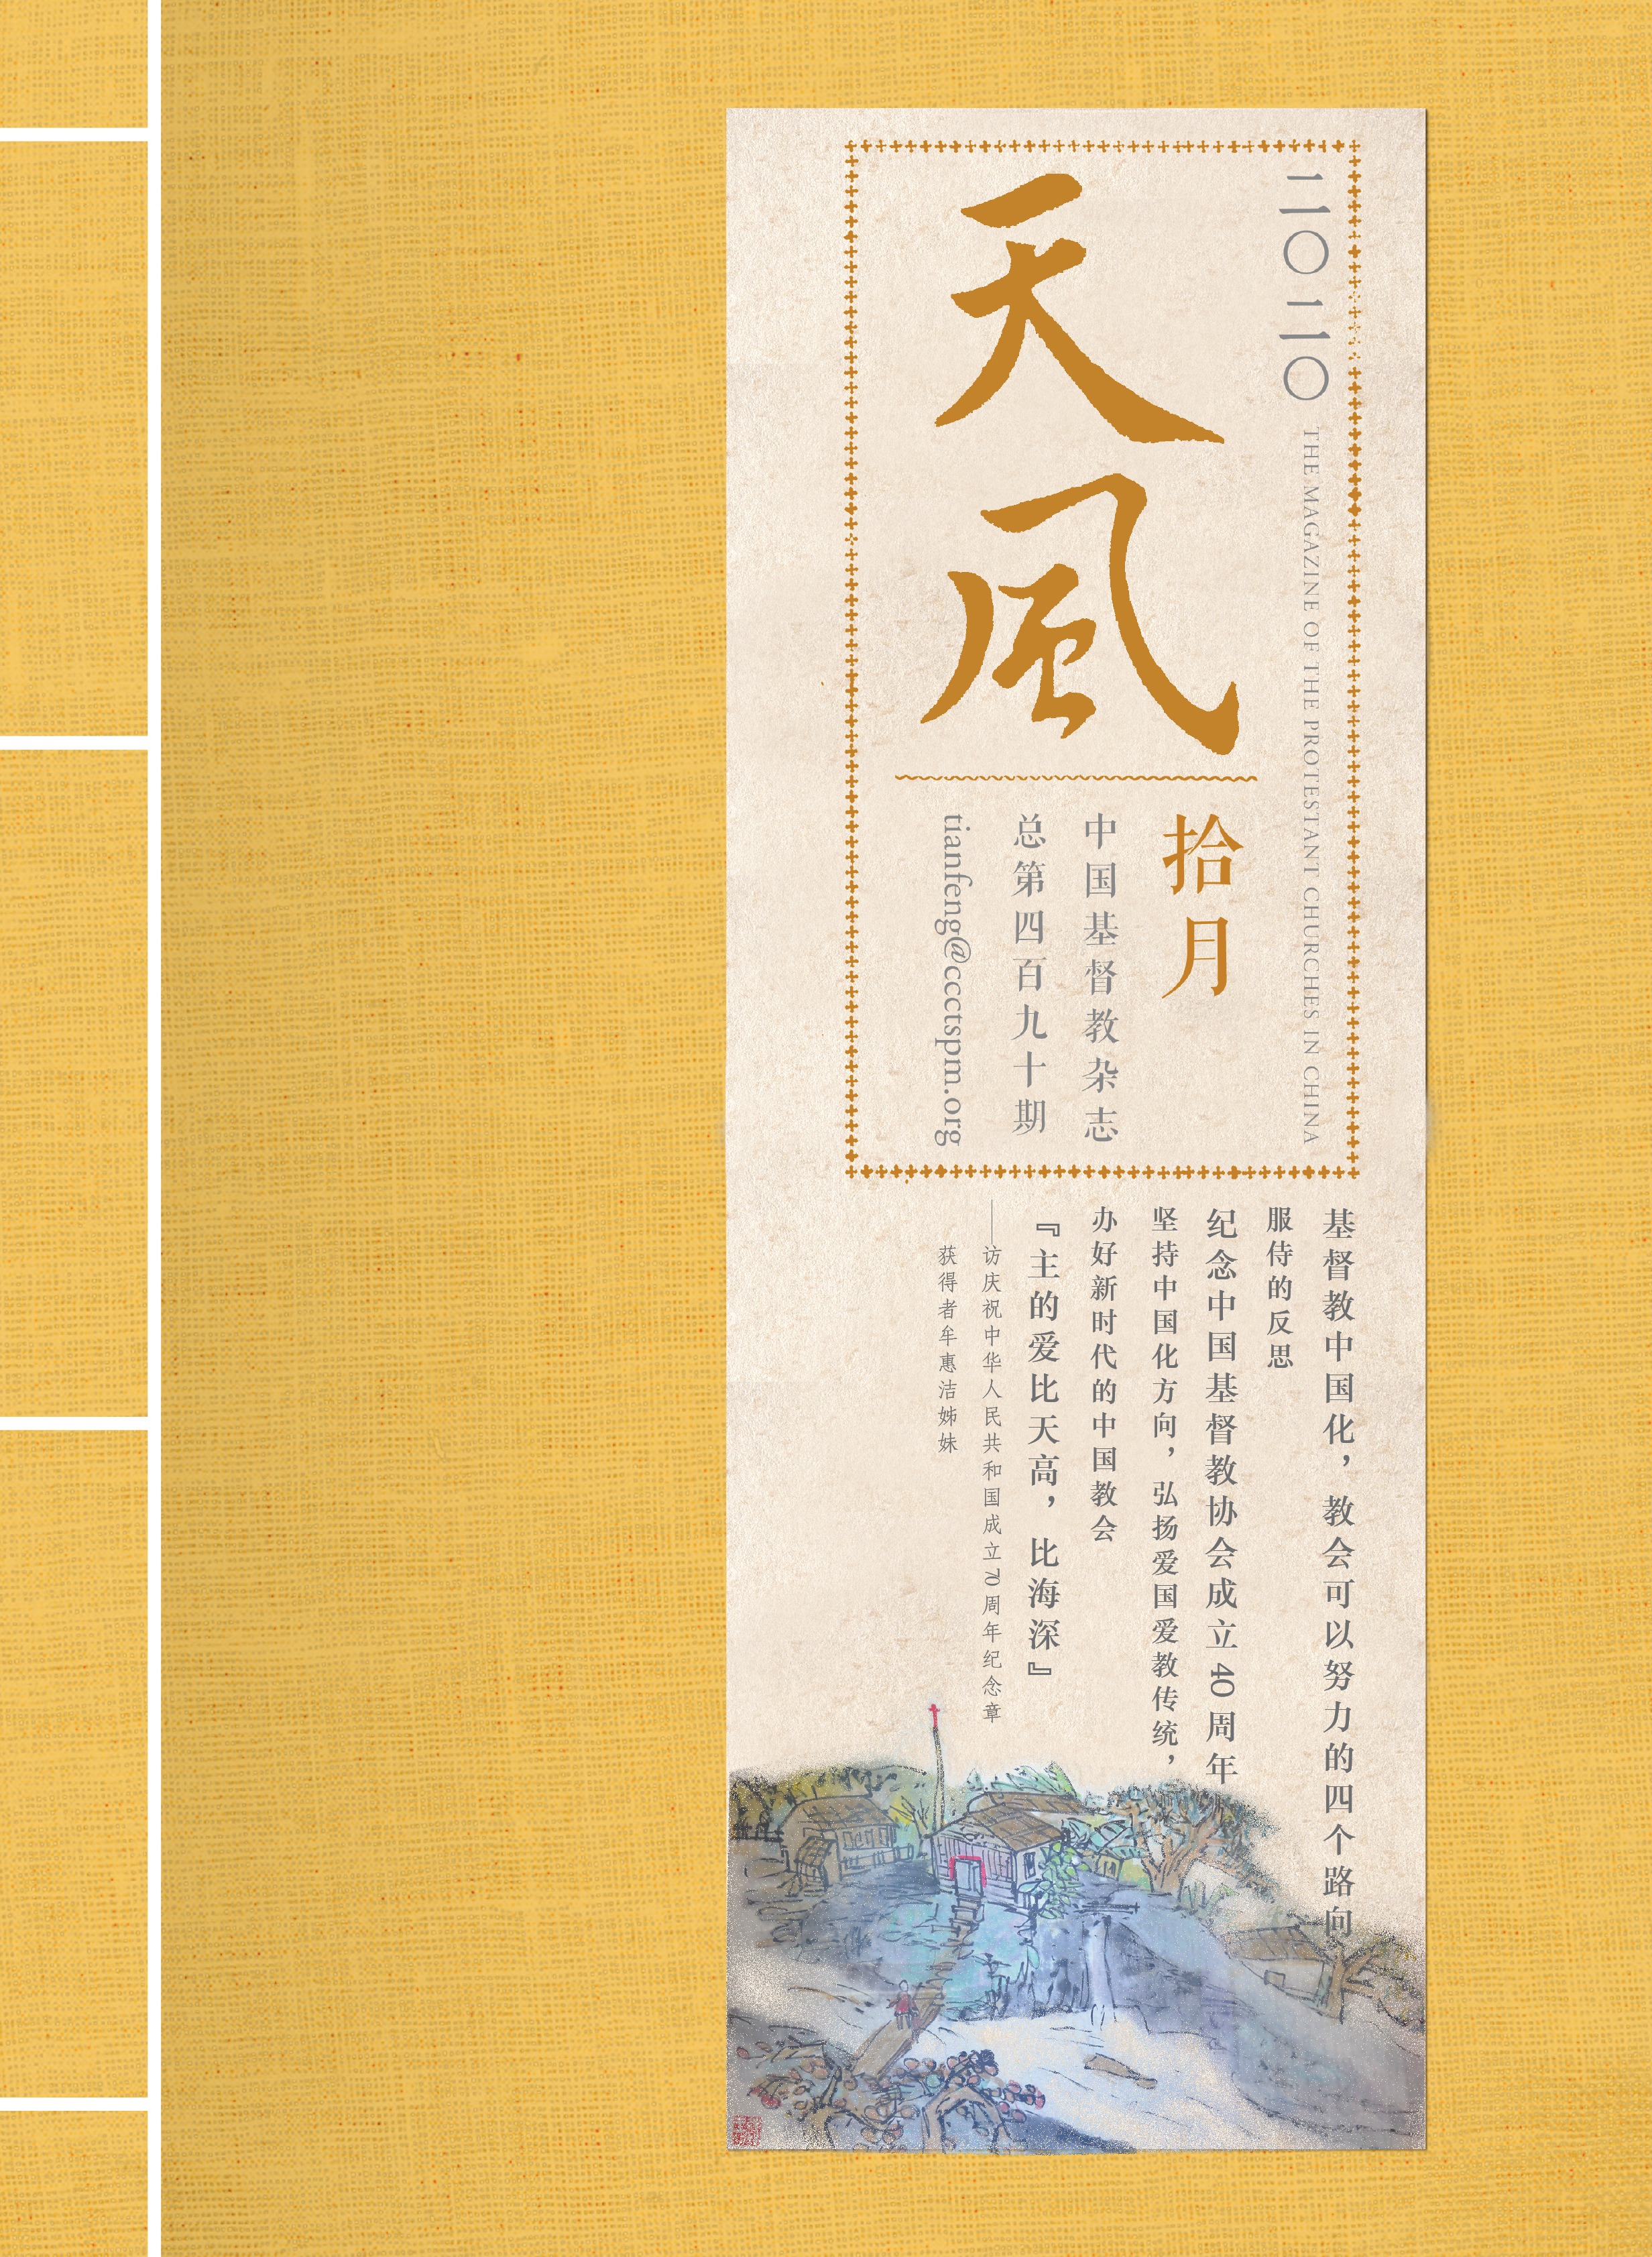 二〇二〇
THE MAGAZINE OF THE PROTESTANT CHURCHES IN CHINA
天風
拾月
中国基督教杂志
总第四百九十期
tianfeng@ccctspm.org
基督教中国化，教会可以努力的四个路向
服侍的反思
纪念中国基督教协会成立40周年
坚持中国化方向，弘扬爱国爱教传统，
办好新时代的中国教会
『主的爱比天高，比海深』
——访庆祝中华人民共和国成立70周年纪念章
获得者牟惠洁姊妹